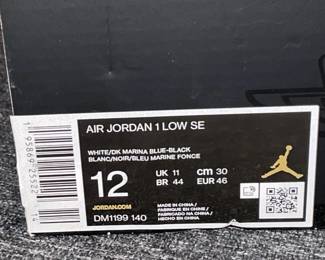 AIR JORDAN 1 LOW SE
WHITE/DK MARINA BLUE-BLACK
BLANC/NOIR/BLEU MARINE FONCE
12
UK 11 cm 30
BR 44 EUR 46
JORDAN.COM
DM1199 140
MADE IN CHINA /
FABRIQUE EN CHINE /
FABRICADO NA CHINA /
HECHO EN CHINA